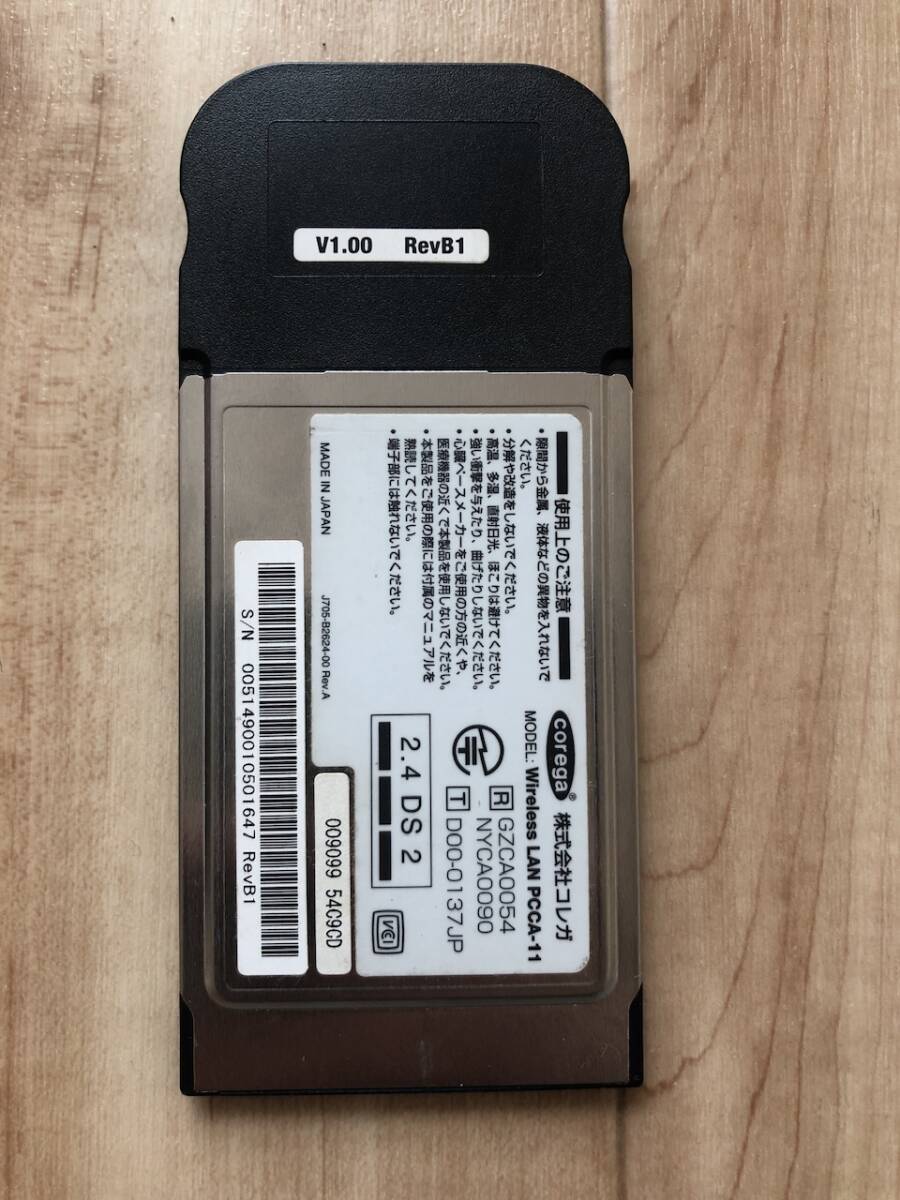 V1.00 RevB1
使用上のご注意
・隙間から金属、液体などの異物を入れないで
ください。
・分解や改造をしないでください。
・高温、多湿、直射日光、ほこりは避けてください。
・強い衝撃を与えたり、曲げたりしないでください。
・心臓ペースメーカーをご使用の方の近くや、
医療機器の近くで本製品を使用しないでください。
・本製品をご使用の際には付属のマニュアルを
熟読してください。
・端子部には触れないでください。
MADE IN JAPAN
J705-B2624-00 Rev.A
corega® 株式会社コレガ
MODEL: Wireless LAN PCCA-11
R GZCA0054
NYCA0090
T D00-0137JP
2.4 DS 2
VCI
009099 54C9CD
S/N 0051490010501647 RevB1